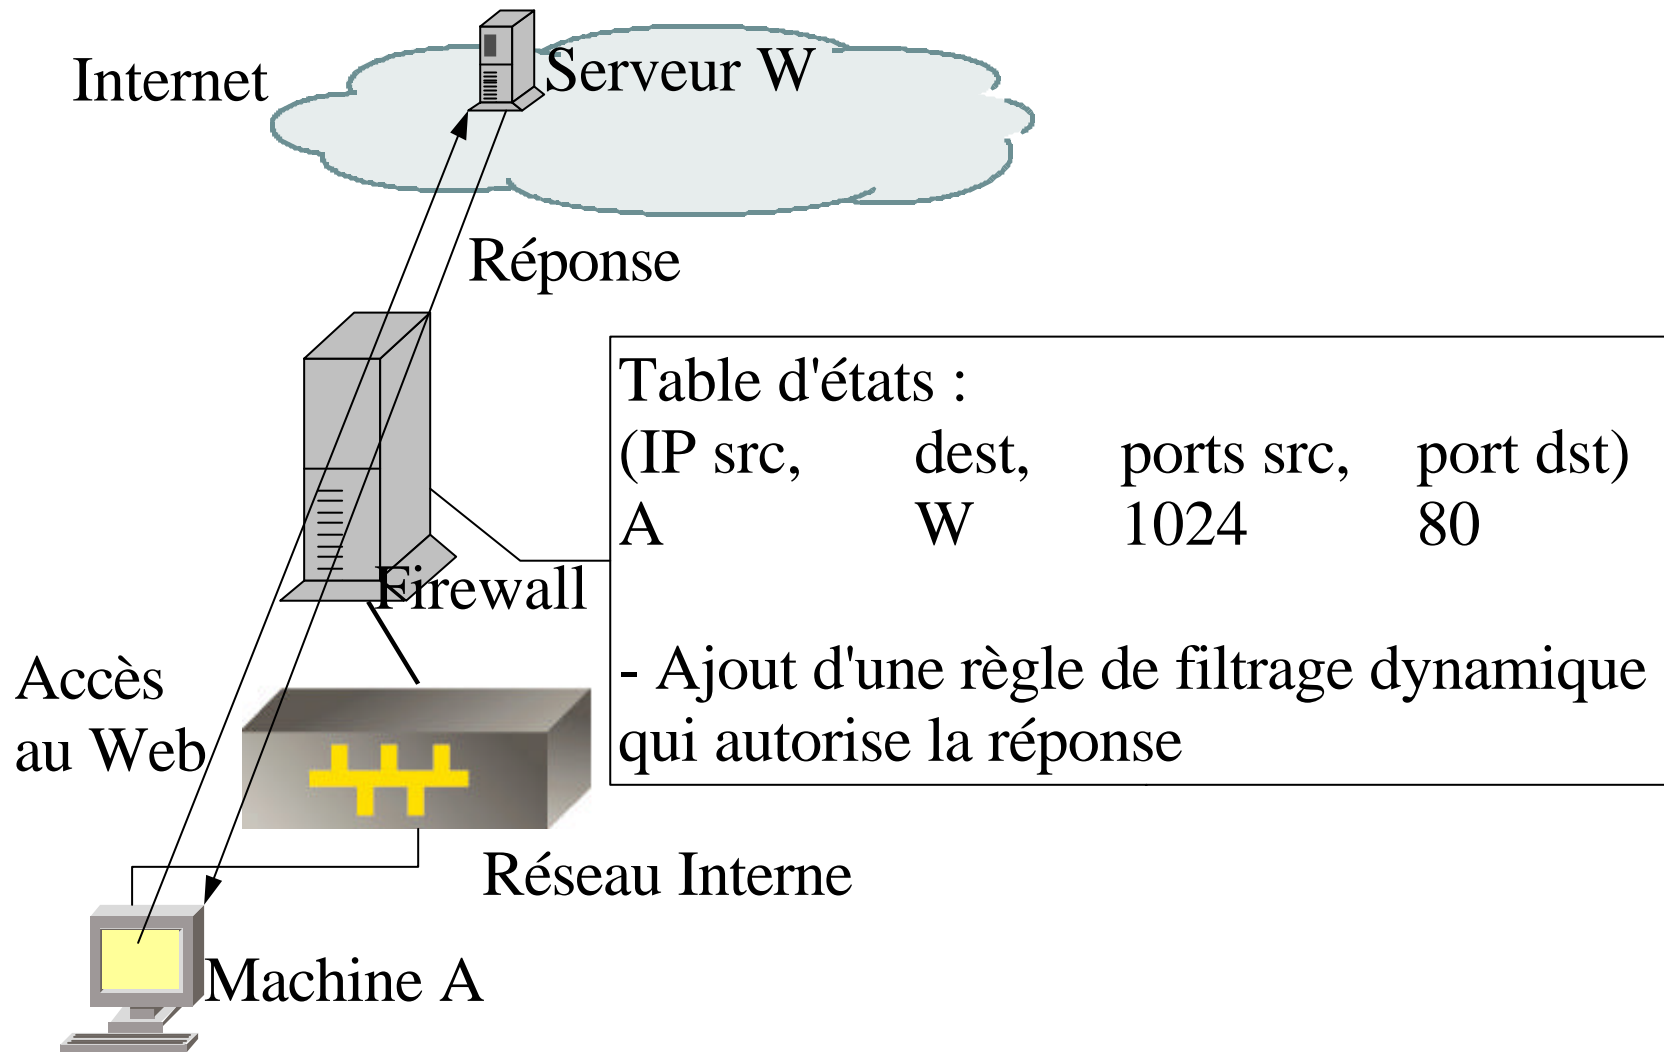 Internet
Serveur W
Réponse
Table d'états :
(IP src, dest, ports src, port dst)
A W 1024 80
Firewall
- Ajout d'une règle de filtrage dynamique
qui autorise la réponse
Accès
au Web
Réseau Interne
Machine A